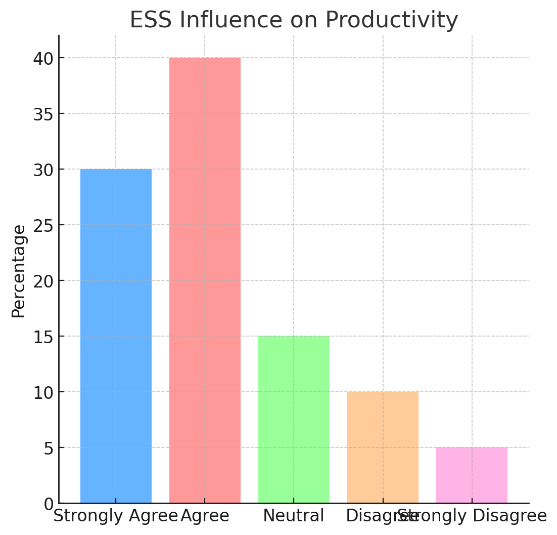 ESS Influence on Productivity
Percentage
40
35
30
25
20
15
10
5
0
Strongly Agree
Agree
Neutral
Disagree
Strongly Disagree